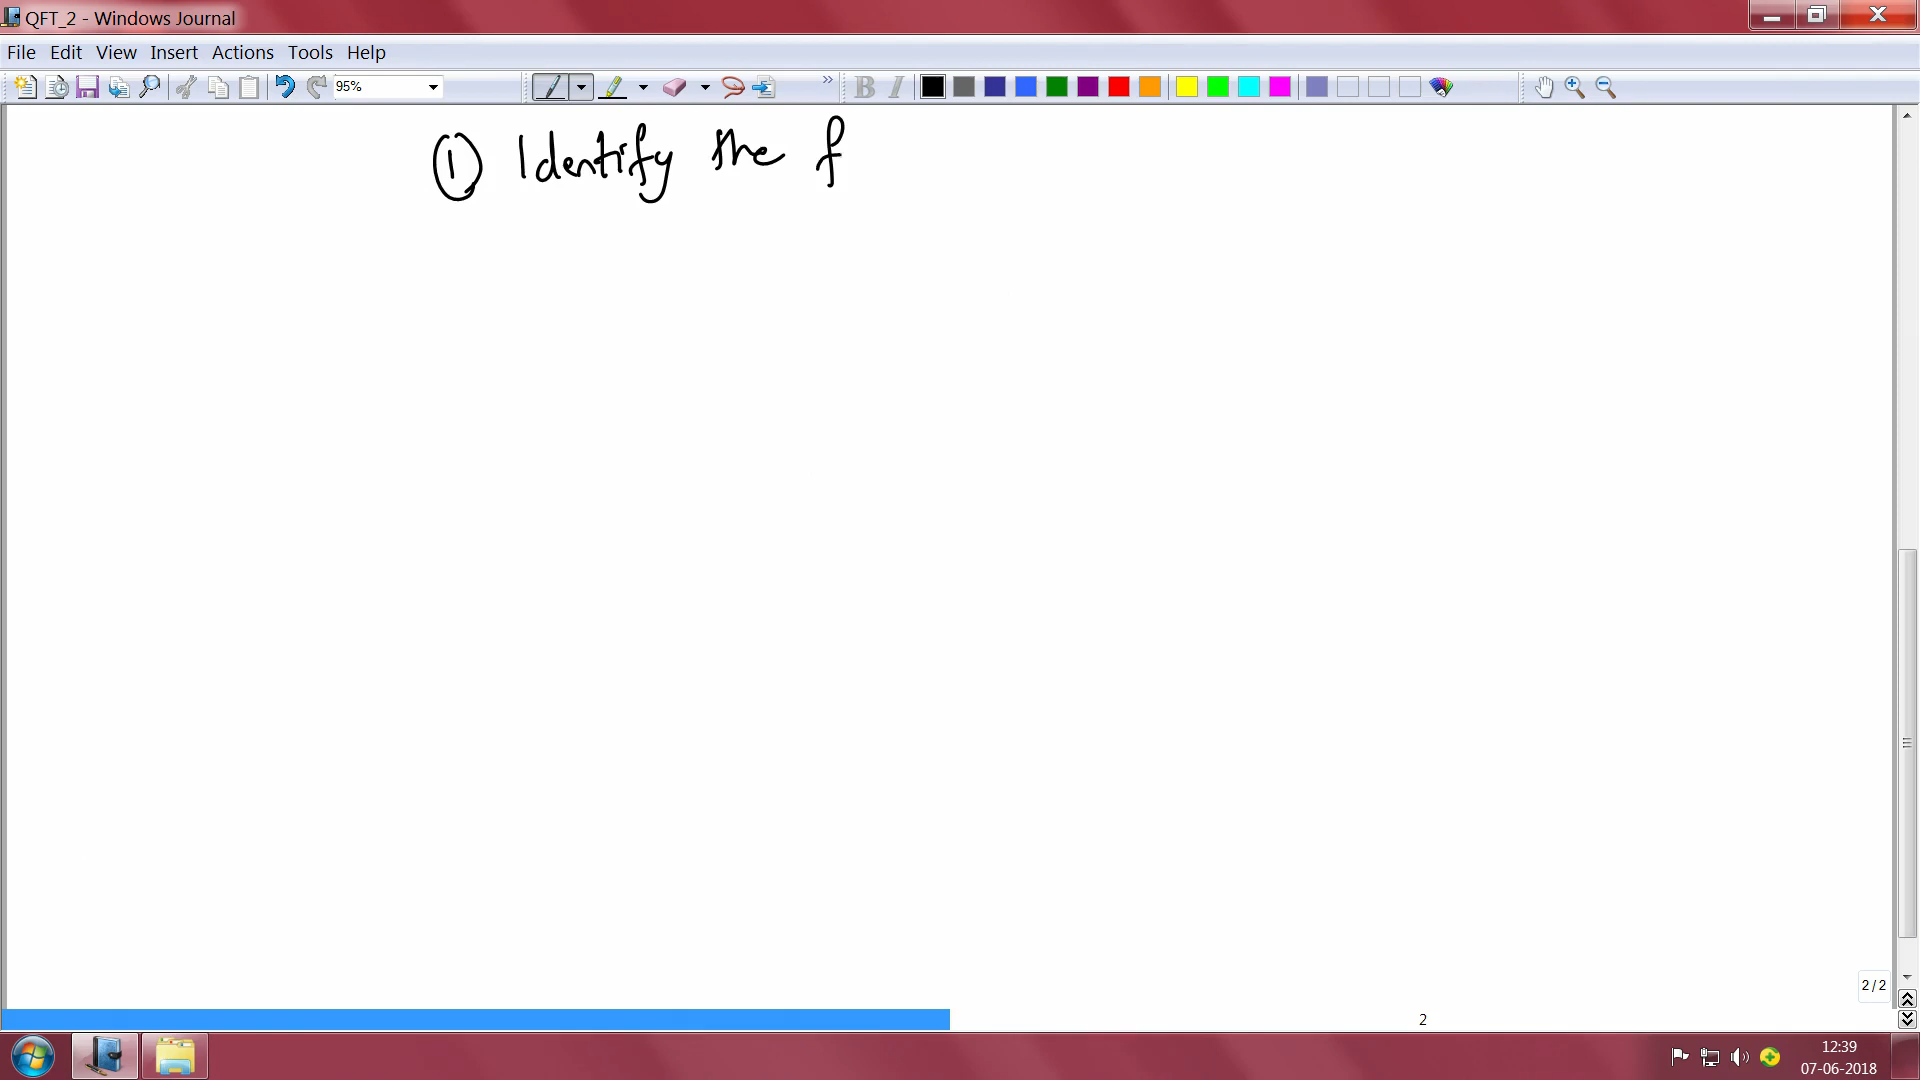 QFT_2 - Windows Journal
File Edit View Insert Actions Tools Help
95%
B I
① Identify the f
2 / 2
2
12:39
07-06-2018